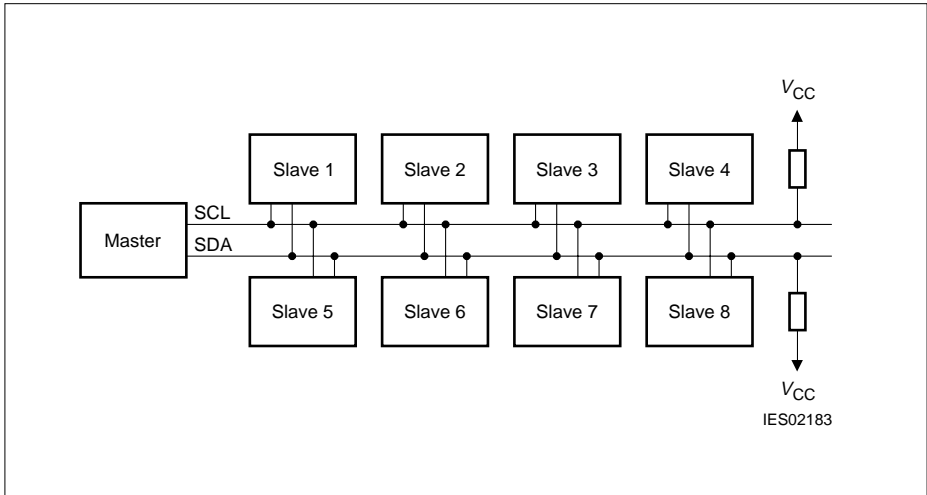 VCC
Slave 1
Slave 2
Slave 3
Slave 4
SCL
Master
SDA
Slave 5
Slave 6
Slave 7
Slave 8
VCC
IES02183